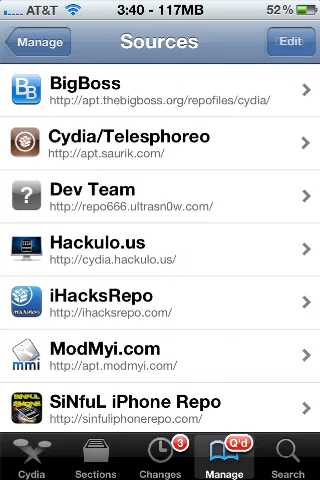 AT&T 3:40 - 117MB 52%
Manage Sources Edit
BigBoss
http://apt.thebigboss.org/repofiles/cydia/
Cydia/Telesphoreo
http://apt.saurik.com/
Dev Team
http://repo666.ultrasn0w.com/
Hackulo.us
http://cydia.hackulo.us/
iHacksRepo
http://ihacksrepo.com/
ModMyi.com
http://apt.modmyi.com/
SiNfuL iPhone Repo
http://sinfuliphonerepo.com/
3 Q'd
Cydia Sections Changes Manage Search